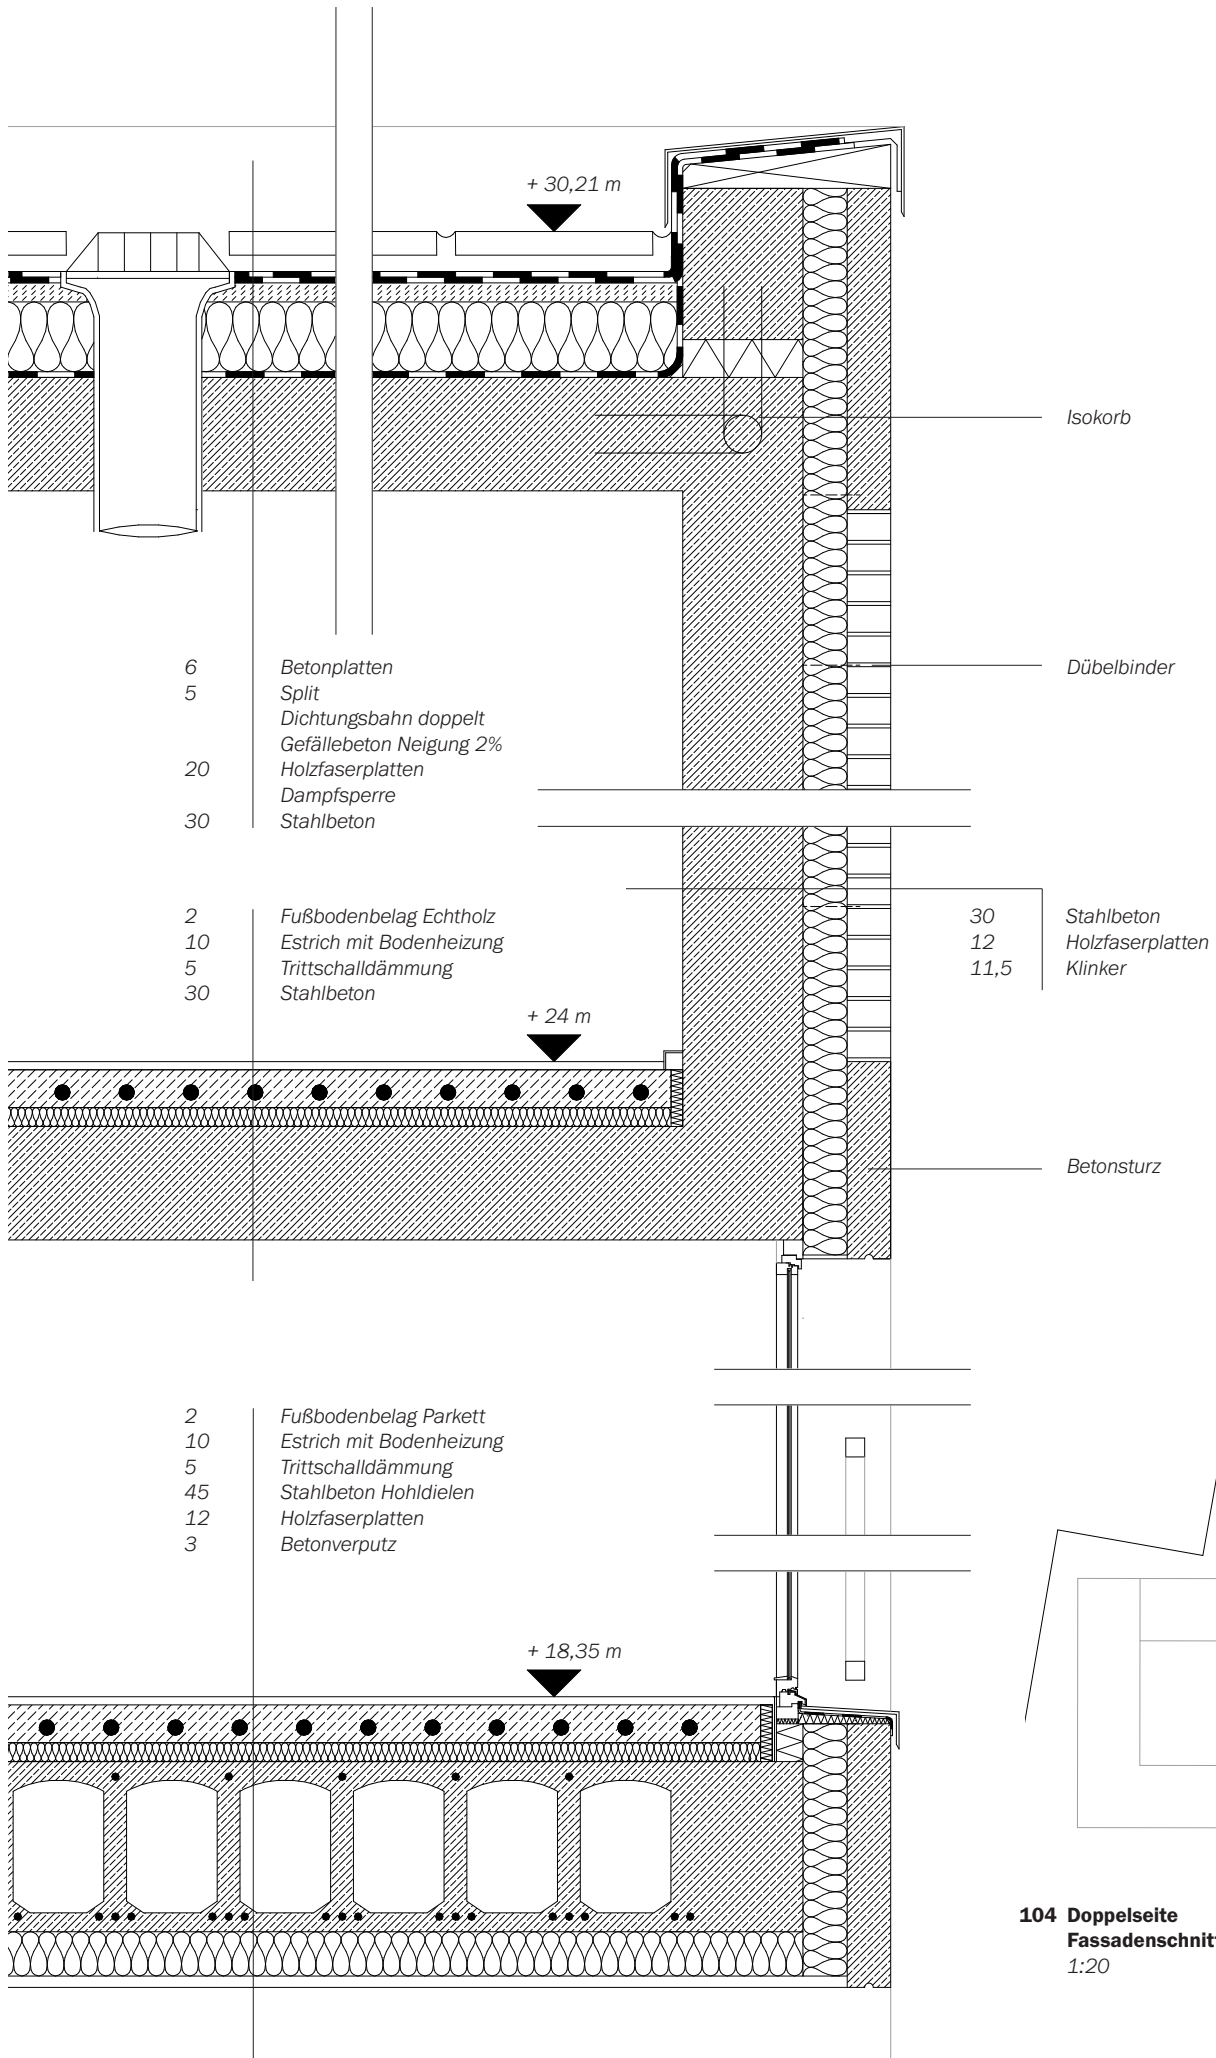 + 30,21 m
Isokorb
6 Betonplatten
5 Split
Dichtungsbahn doppelt
Gefällebeton Neigung 2%
20 Holzfaserplatten
Dampfsperre
30 Stahlbeton
Dübelbinder
2 Fußbodenbelag Echtholz
10 Estrich mit Bodenheizung
5 Trittschalldämmung
30 Stahlbeton
30 Stahlbeton
12 Holzfaserplatten
11,5 Klinker
+ 24 m
Betonsturz
2 Fußbodenbelag Parkett
10 Estrich mit Bodenheizung
5 Trittschalldämmung
45 Stahlbeton Hohldielen
12 Holzfaserplatten
3 Betonverputz
+ 18,35 m
104 Doppelseite
Fassadenschnitt
1:20